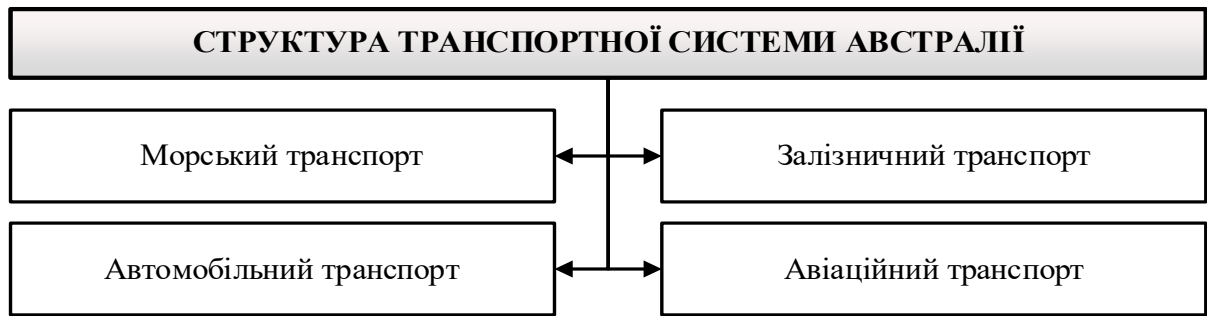 СТРУКТУРА ТРАНСПОРТНОЇ СИСТЕМИ АВСТРАЛІЇ
Морський транспорт
Залізничний транспорт
Автомобільний транспорт
Авіаційний транспорт